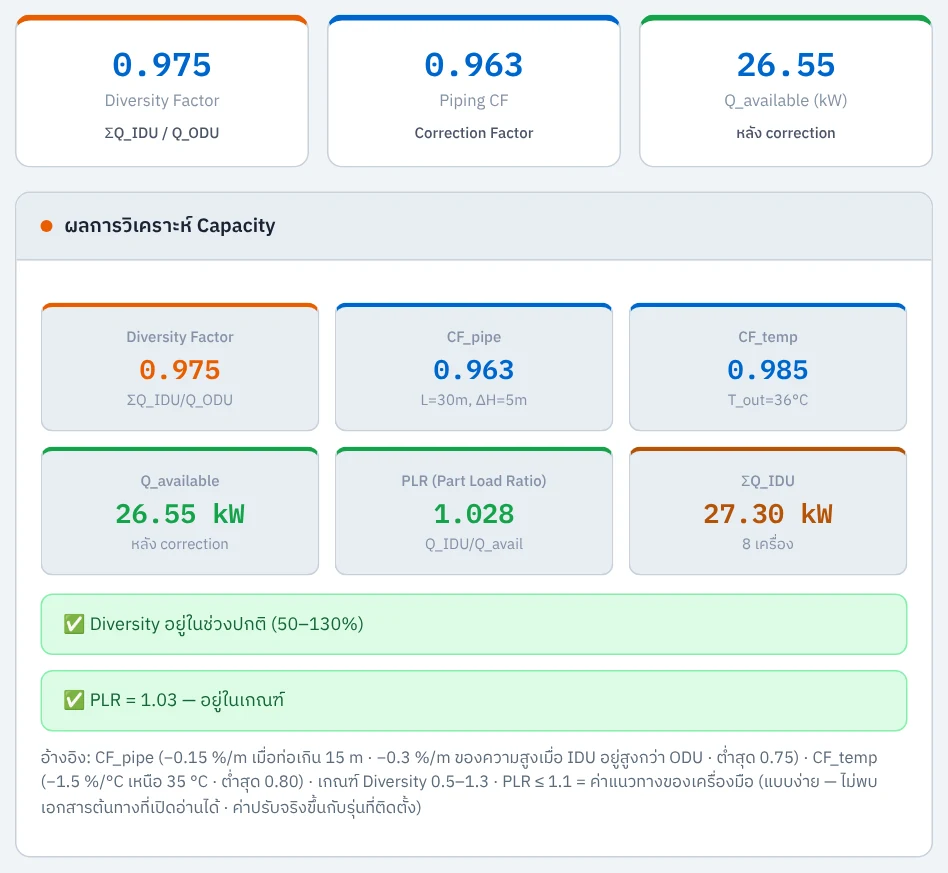 0.975
Diversity Factor
ΣQ_IDU / Q_ODU
0.963
Piping CF
Correction Factor
26.55
Q_available (kW)
หลัง correction
ผลการวิเคราะห์ Capacity
Diversity Factor
0.975
ΣQ_IDU/Q_ODU
CF_pipe
0.963
L=30m, ΔH=5m
CF_temp
0.985
T_out=36°C
Q_available
26.55 kW
หลัง correction
PLR (Part Load Ratio)
1.028
Q_IDU/Q_avail
ΣQ_IDU
27.30 kW
8 เครื่อง
✅ Diversity อยู่ในช่วงปกติ (50–130%)
✅ PLR = 1.03 — อยู่ในเกณฑ์
อ้างอิง: CF_pipe (−0.15 %/m เมื่อท่อเกิน 15 m · −0.3 %/m ของความสูงเมื่อ IDU อยู่สูงกว่า ODU · ต่ำสุด 0.75) · CF_temp
(−1.5 %/°C เหนือ 35 °C · ต่ำสุด 0.80) · เกณฑ์ Diversity 0.5–1.3 · PLR ≤ 1.1 = ค่าแนวทางของเครื่องมือ (แบบง่าย — ไม่พบ
เอกสารต้นทางที่เปิดอ่านได้ · ค่าปรับจริงขึ้นกับรุ่นที่ติดตั้ง)